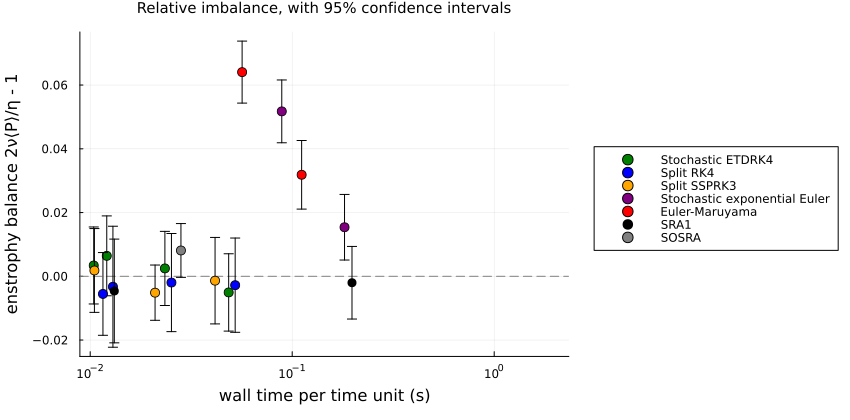 Relative imbalance, with 95% confidence intervals
enstrophy balance 2ν⟨P⟩/η - 1
0.06
0.04
0.02
0.00
−0.02
10⁻²
10⁻¹
10⁰
wall time per time unit (s)
Stochastic ETDRK4
Split RK4
Split SSPRK3
Stochastic exponential Euler
Euler-Maruyama
SRA1
SOSRA